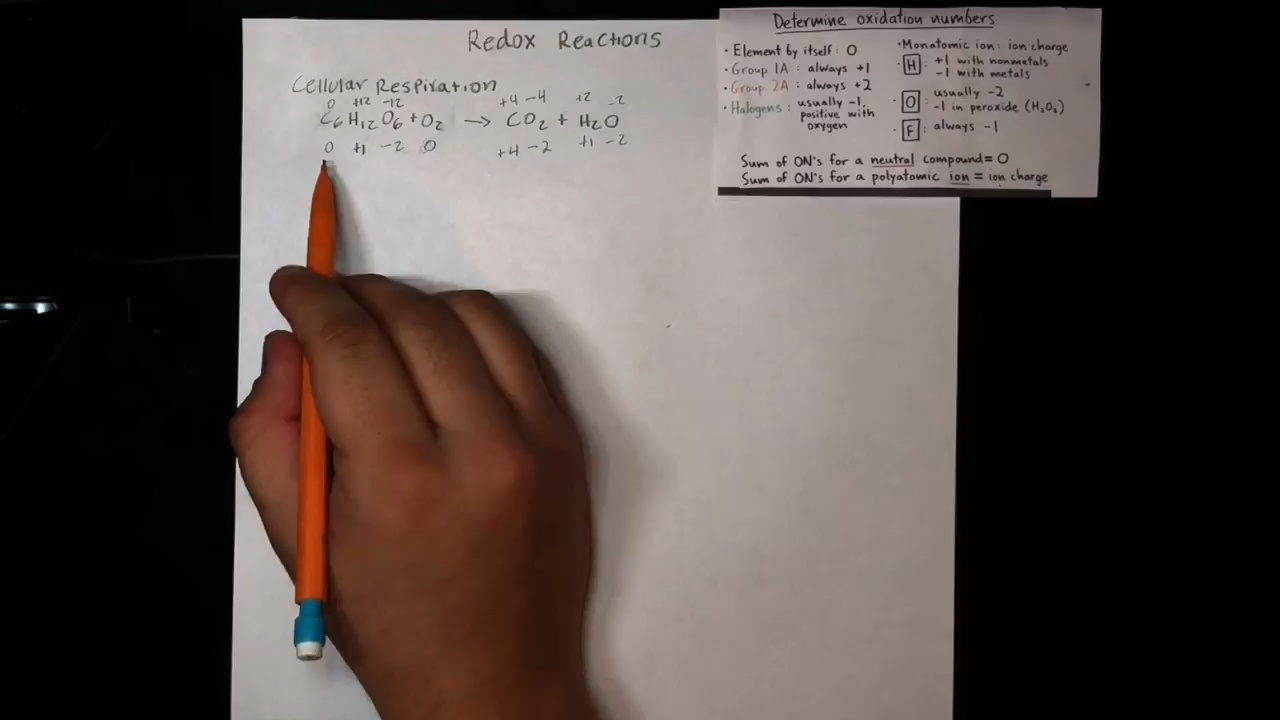 Redox Reactions
Cellular Respiration
0 +12 -12 +4 -4 +2 -2
C₆H₁₂O₆ + O₂ → CO₂ + H₂O
0 +1 -2 0 +4 -2 +1 -2
Determine oxidation numbers
· Element by itself: 0
· Group 1A: always +1
· Group 2A: always +2
· Halogens: usually -1,
positive with
oxygen
· Monatomic ion: ion charge
· H: +1 with nonmetals
-1 with metals
· O: usually -2
-1 in peroxide (H₂O₂)
· F: always -1
Sum of ON's for a neutral compound = 0
Sum of ON's for a polyatomic ion = ion charge